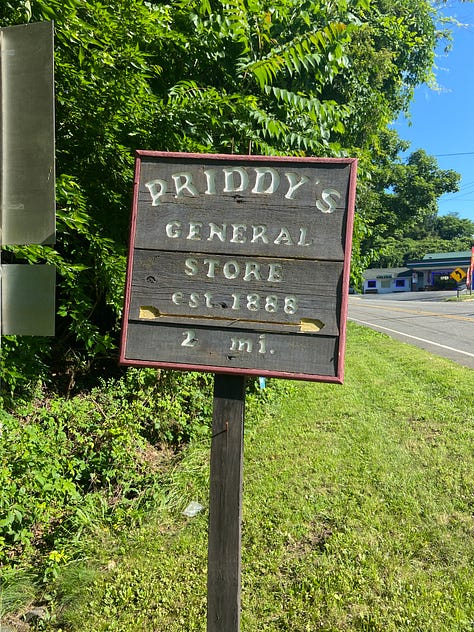 PRIDDY'S
GENERAL
STORE
est. 1888
2 mi.